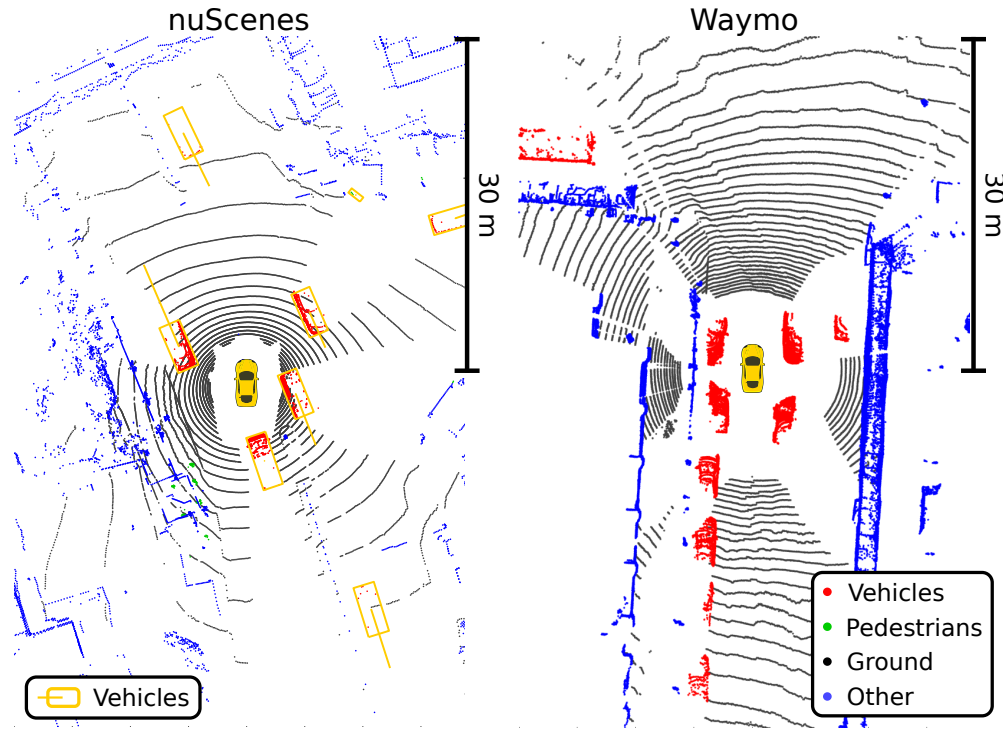 nuScenes
Waymo
30 m
30 m
Vehicles
Vehicles
Pedestrians
Ground
Other